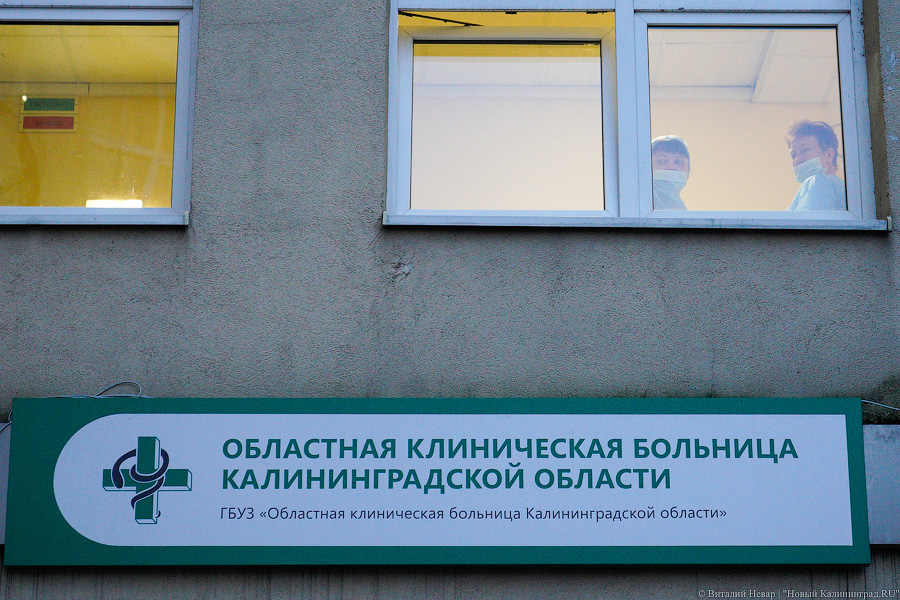 ОБЛАСТНАЯ КЛИНИЧЕСКАЯ БОЛЬНИЦА
КАЛИНИНГРАДСКОЙ ОБЛАСТИ
ГБУЗ «Областная клиническая больница Калининградской области»
© Виталий Невар | "Новый Калининград.RU"